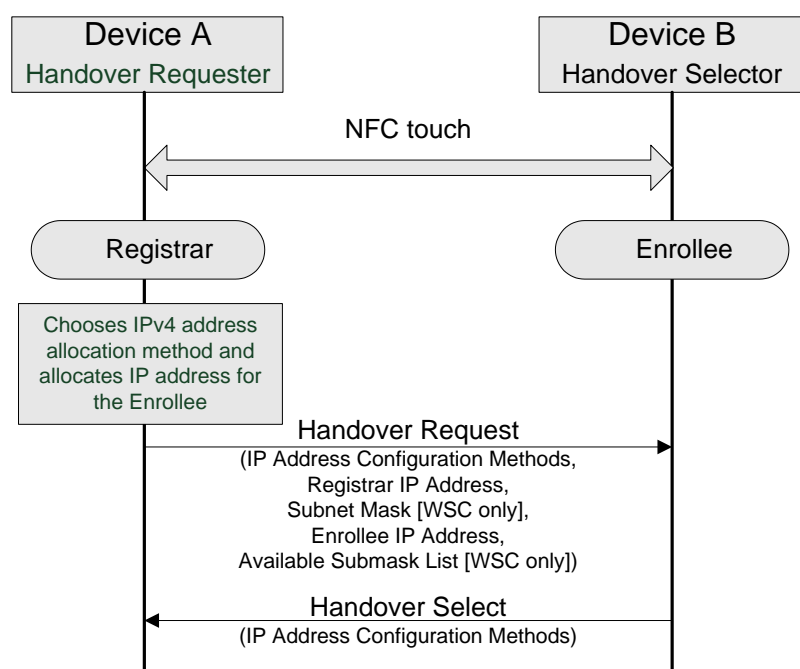 Device A
Handover Requester
Device B
Handover Selector
NFC touch
Registrar
Enrollee
Chooses IPv4 address
allocation method and
allocates IP address for
the Enrollee
Handover Request
(IP Address Configuration Methods,
Registrar IP Address,
Subnet Mask [WSC only],
Enrollee IP Address,
Available Submask List [WSC only])
Handover Select
(IP Address Configuration Methods)